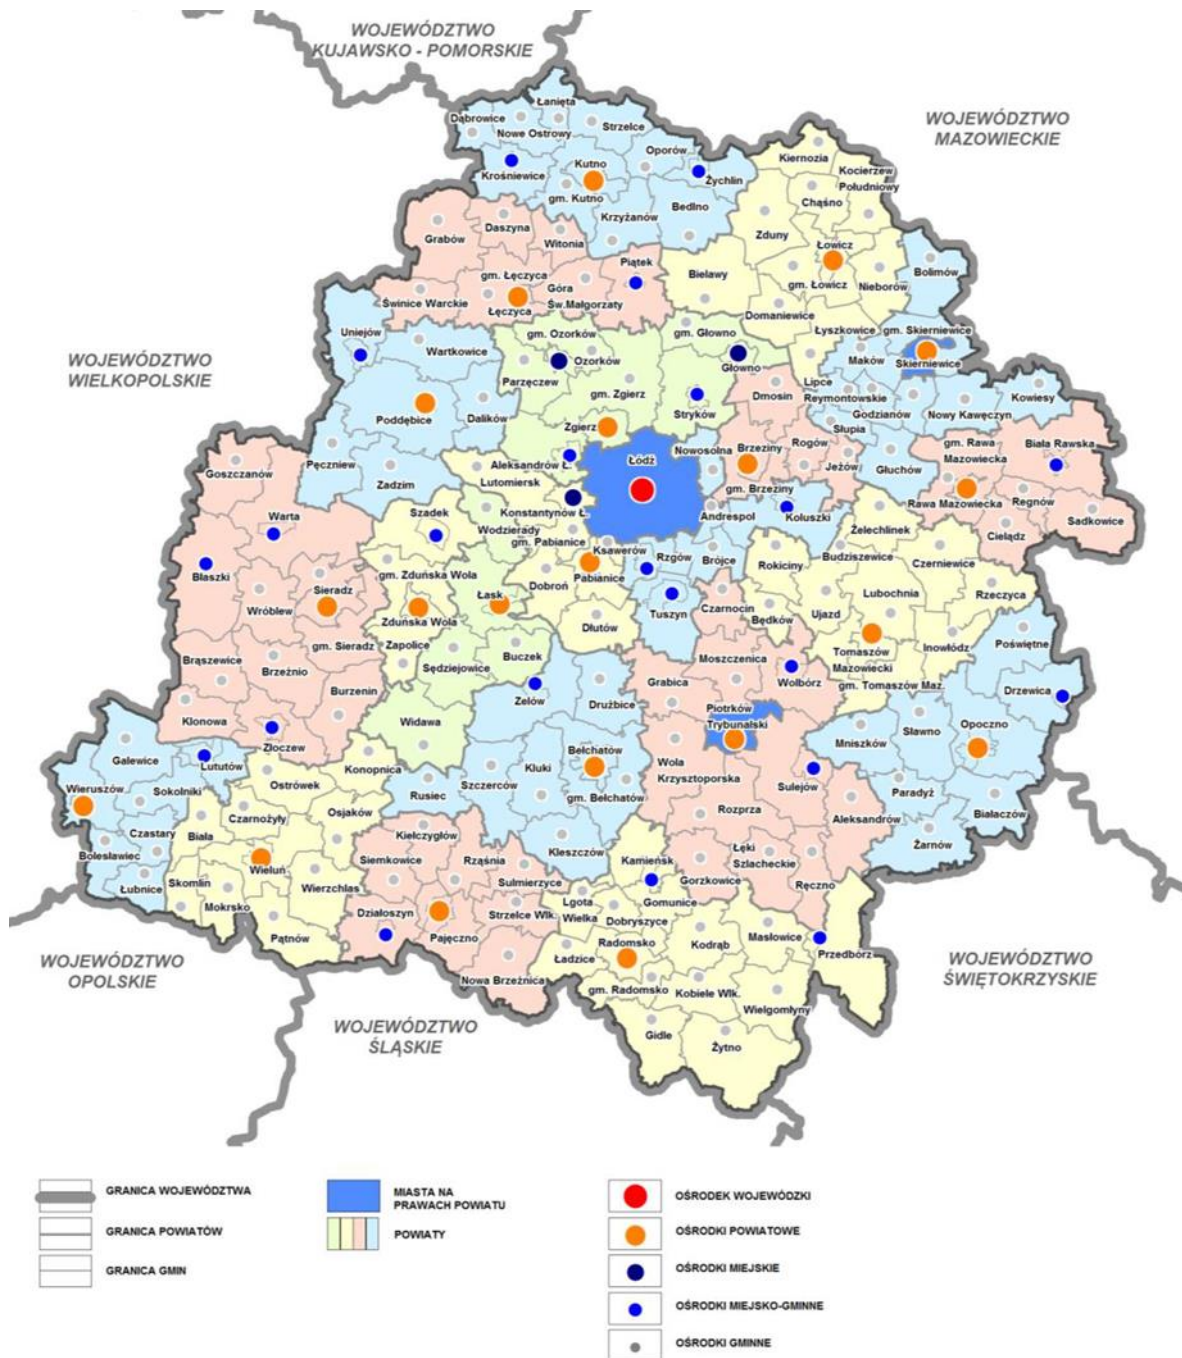 WOJEWÓDZTWO
KUJAWSKO - POMORSKIE
WOJEWÓDZTWO
MAZOWIECKIE
Łanięta
Dąbrowice
Nowe Ostrowy
Strzelce
Kiernozia
Oporów
Kutno
Kocierzew
Południowy
Krośniewice
Żychlin
gm. Kutno
Chąśno
Bedlno
Krzyżanów
Daszyna
Grabów
Witonia
Zduny
Łowicz
Piątek
Bolimów
gm. Łęczyca
Bielawy
Góra
Św.Małgorzaty
gm. Łowicz
Nieborów
Świnice Warckie
Łęczyca
Domaniewice
Uniejów
gm. Ozorków
gm. Głowno
Łyszkowice
gm. Skierniewice
Wartkowice
WOJEWÓDZTWO
WIELKOPOLSKIE
Ozorków
Maków
Skierniewice
Głowno
Parzęczew
Lipce
Reymontowskie
Kowiesy
gm. Zgierz
Dmosin
Poddębice
Dalików
Stryków
Godzianów
Nowy Kawęczyn
Zgierz
Słupia
Brzeziny
Rogów
gm. Rawa
Mazowiecka
Biała Rawska
Nowosolna
Goszczanów
Pęczniew
Aleksandrów Ł.
Łódź
Jeżów
Głuchów
Zadzim
Lutomiersk
gm. Brzeziny
Rawa Mazowiecka
Regnów
Szadek
Konstantynów Ł.
Andrespol
Koluszki
Żelechlinek
Sadkowice
Warta
Wodzierady
gm. Pabianice
Cielądz
Ksawerów
Rzgów
Brójce
Budziszewice
Czerniewice
Błaszki
gm. Zduńska Wola
Pabianice
Rokiciny
Sieradz
Dobroń
Łask
Lubochnia
Rzeczyca
Wróblew
Tuszyn
Czarnocin
Ujazd
Zduńska Wola
Dłutów
Będków
gm. Sieradz
Zapolice
Poświętne
Inowłódz
Tomaszów
Mazowiecki
Brąszewice
Brzeźnio
Sędziejowice
Buczek
Moszczenica
Grabica
Wolbórz
gm. Tomaszów Maz.
Burzenin
Drzewica
Zelów
Drużbice
Klonowa
Widawa
Piotrków
Trybunalski
Opoczno
Złoczew
Sławno
Mniszków
Galewice
Lututów
Konopnica
Bełchatów
Kluki
Wola
Krzysztoporska
Ostrówek
Szczerców
Wieruszów
Sokolniki
Rusiec
Sulejów
Paradyż
gm. Bełchatów
Osjaków
Rozprza
Białaczów
Czarnożyły
Aleksandrów
Czastary
Biała
Kiełczygłów
Żarnów
Bolesławiec
Kleszczów
Łęki
Szlacheckie
Siemkowice
Rząśnia
Kamieńsk
Wieluń
Łubnice
Skomlin
Wierzchlas
Sulmierzyce
Gorzkowice
Ręczno
Mokrsko
Lgota
Wielka
Gomunice
Działoszyn
Strzelce Wlk.
Dobryszyce
Pątnów
Pajęczno
Masłowice
Radomsko
Kodrąb
Przedbórz
Ładzice
WOJEWÓDZTWO
OPOLSKIE
WOJEWÓDZTWO
ŚWIĘTOKRZYSKIE
Nowa Brzeźnica
gm. Radomsko
Kobiele Wlk.
Wielgomłyny
WOJEWÓDZTWO
ŚLĄSKIE
Gidle
Żytno
GRANICA WOJEWÓDZTWA
GRANICA POWIATÓW
GRANICA GMIN
MIASTA NA
PRAWACH POWIATU
POWIATY
OŚRODEK WOJEWÓDZKI
OŚRODKI POWIATOWE
OŚRODKI MIEJSKIE
OŚRODKI MIEJSKO-GMINNE
OŚRODKI GMINNE